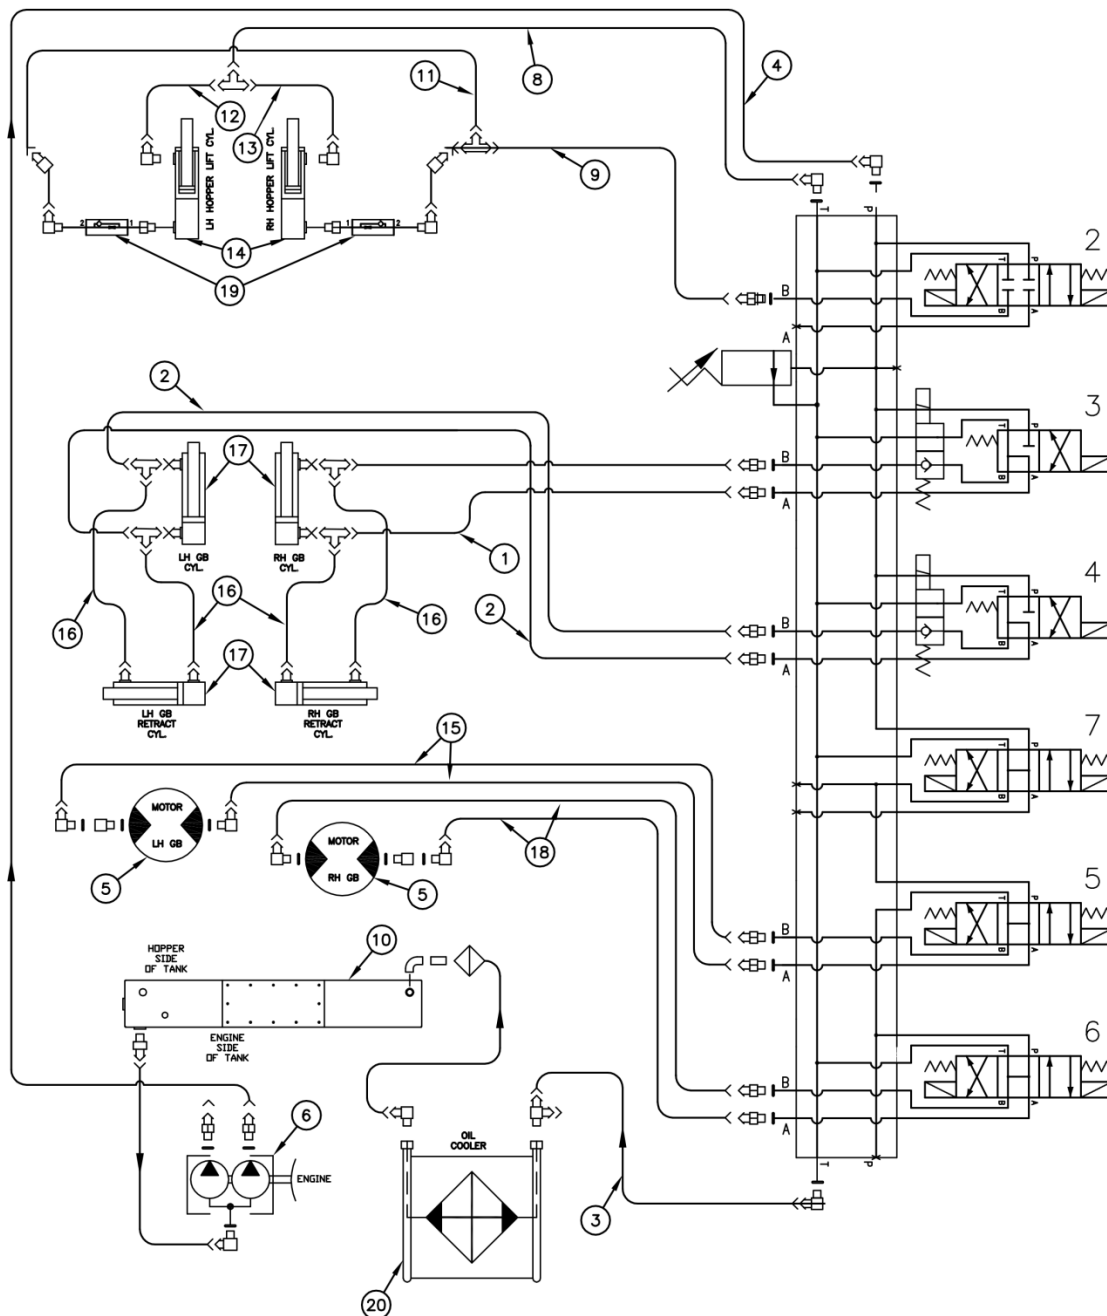 8
4
11
12
13
LH HOPPER LIFT CYL.
RH HOPPER LIFT CYL.
9
2 1
1 2
14
19
T P
2
T P
B A
B
A
2
17
3
T P
B A
B
A
LH GB
CYL.
RH GB
CYL.
1
16
16
16
2
4
T P
B A
B
A
17
LH GB
RETRACT
CYL.
RH GB
RETRACT
CYL.
15
7
T P
B A
MOTOR
LH GB
5
MOTOR
RH GB
5
18
5
T P
B A
B
A
HOPPER
SIDE
OF TANK
10
ENGINE
SIDE
OF TANK
6
T P
B A
B
A
6
ENGINE
OIL
COOLER
T P
3
20